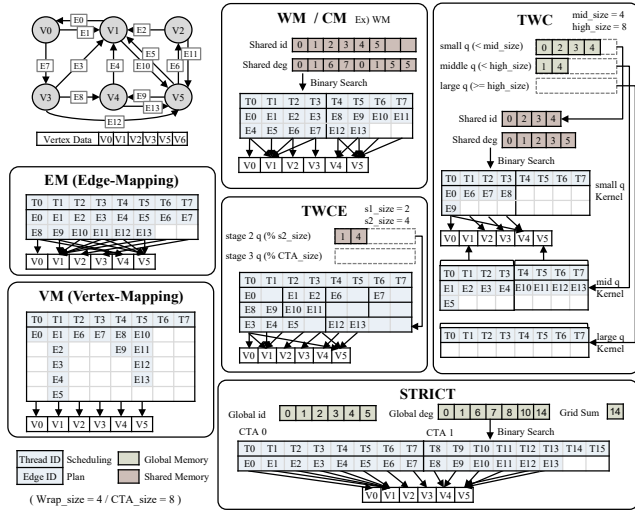 E0
V0
E1
V1
E2
V2
E5
E10
E11
E7
E3
E4
E6
V3
E8
V4
E9
E13
V5
E12
Vertex Data V0 V1 V2 V3 V5 V6
EM (Edge-Mapping)
T0 T1 T2 T3 T4 T5 T6 T7
E0 E1 E2 E3 E4 E5 E6 E7
E8 E9 E10 E11 E12 E13
V0 V1 V2 V3 V4 V5
VM (Vertex-Mapping)
T0 T1 T2 T3 T4 T5 T6 T7
E0 E1 E6 E7 E8 E10
E2 E9 E11
E3 E12
E4 E13
E5
V0 V1 V2 V3 V4 V5
Thread ID Scheduling
Edge ID Plan
Global Memory
Shared Memory
( Wrap_size = 4 / CTA_size = 8 )
WM / CM Ex) WM
Shared id 0 1 2 3 4 5
Shared deg 0 1 6 7 0 1 5 5
Binary Search
T0 T1 T2 T3 T4 T5 T6 T7
E0 E1 E2 E3 E8 E9 E10 E11
E4 E5 E6 E7 E12 E13
V0 V1 V2 V3 V4 V5
TWCE
s1_size = 2
s2_size = 4
stage 2 q (% s2_size) 1 4
stage 3 q (% CTA_size)
T0 T1 T2 T3 T4 T5 T6 T7
E0 E1 E2 E6 E7
E8 E9 E10 E11
E3 E4 E5 E12 E13
V0 V1 V2 V3 V4 V5
TWC
mid_size = 4
high_size = 8
small q (< mid_size) 0 2 3 4
middle q (< high_size) 1 4
large q (>= high_size)
Shared id 0 2 3 4
Shared deg 0 1 2 3 5
Binary Search
T0 T1 T2 T3 T4 T5 T6 T7
E0 E6 E7 E8
E9
small q
Kernel
V0 V1 V2 V3 V4 V5
T0 T1 T2 T3 T4 T5 T6 T7
E1 E2 E3 E4 E10 E11 E12 E13
E5
mid q
Kernel
T0 T1 T2 T3 T4 T5 T6 T7
large q
Kernel
STRICT
Global id 0 1 2 3 4 5
Global deg 0 1 6 7 8 10 14
Grid Sum 14
CTA 0
CTA 1
Binary Search
T0 T1 T2 T3 T4 T5 T6 T7 T8 T9 T10 T11 T12 T13 T14 T15
E0 E1 E2 E3 E4 E5 E6 E7 E8 E9 E10 E11 E12 E13
V0 V1 V2 V3 V4 V5